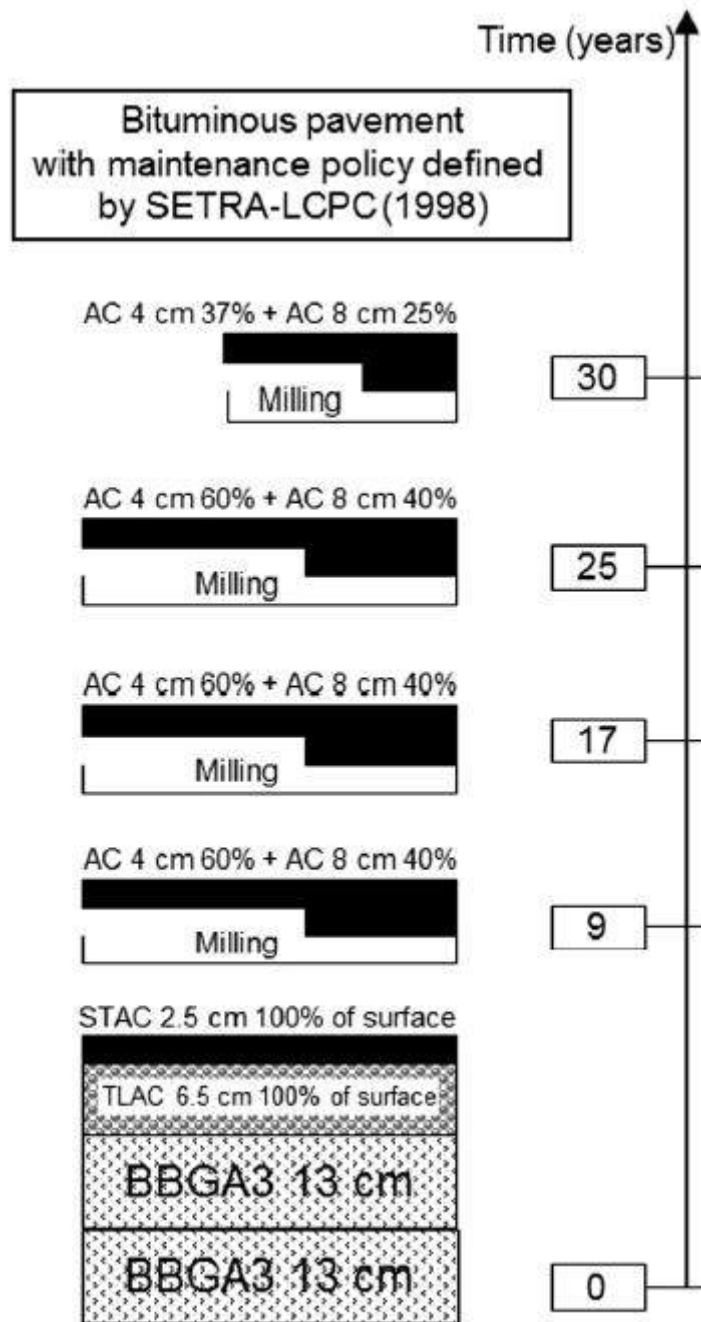 Time (years)
Bituminous pavement
with maintenance policy defined
by SETRA-LCPC (1998)
AC 4 cm 37% + AC 8 cm 25%
Milling
30
AC 4 cm 60% + AC 8 cm 40%
Milling
25
AC 4 cm 60% + AC 8 cm 40%
Milling
17
AC 4 cm 60% + AC 8 cm 40%
Milling
9
STAC 2.5 cm 100% of surface
TLAC 6.5 cm 100% of surface
BBGA3 13 cm
BBGA3 13 cm
0